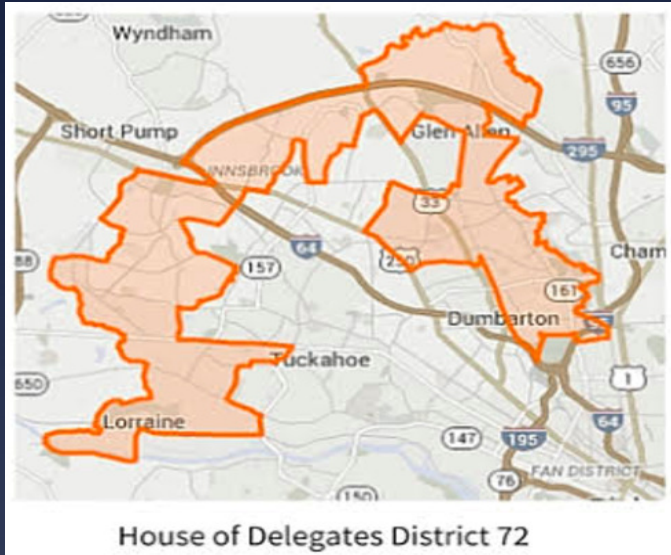 Wyndham
656
95
Short Pump
Glen Allen
295
INNSBROOK
33
64
250
Cham
88
157
161
Dumbarton
Tuckahoe
650
1
Lorraine
147
195
64
FAN DISTRICT
76
150
House of Delegates District 72